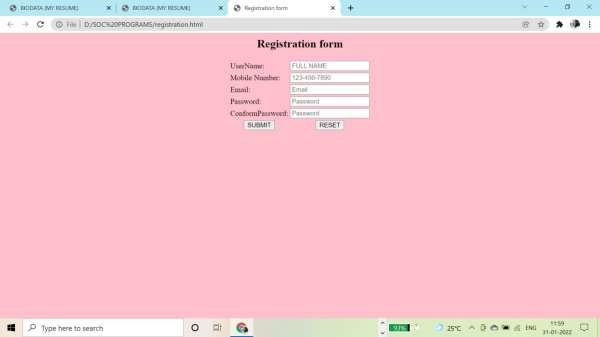 BIODATA (MY RESUME)
BIODATA (MY RESUME)
Registration form
File | D:/SOC%20PROGRAMS/registration.html
Registration form
UserName: FULL NAME
Mobile Number: 123-456-7890
Email: Email
Password: Password
ConformPassword: Password
SUBMIT RESET
Type here to search
93%
25°C
ENG
11:59
31-01-2022